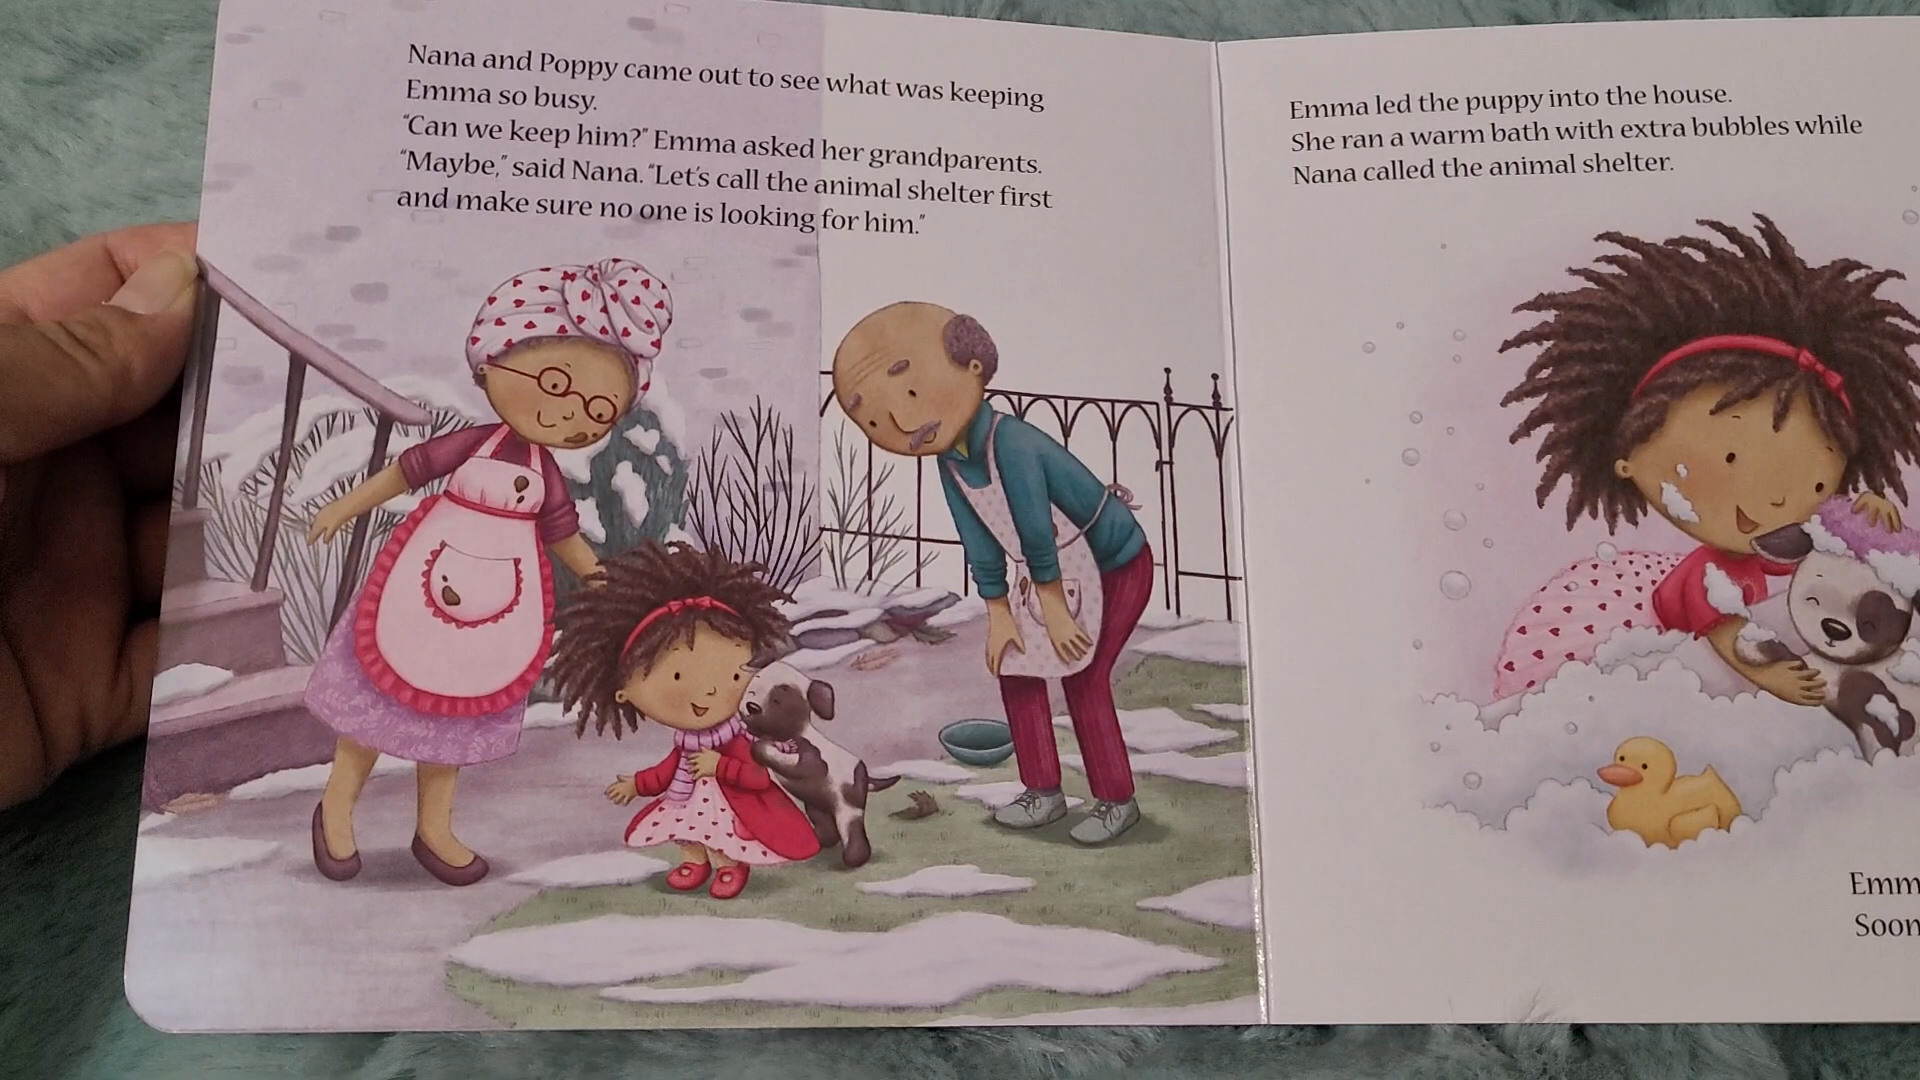 Nana and Poppy came out to see what was keeping
Emma so busy.
“Can we keep him?” Emma asked her grandparents.
“Maybe,” said Nana. “Let’s call the animal shelter first
and make sure no one is looking for him.”
Emma led the puppy into the house.
She ran a warm bath with extra bubbles while
Nana called the animal shelter.
Emm
Soon